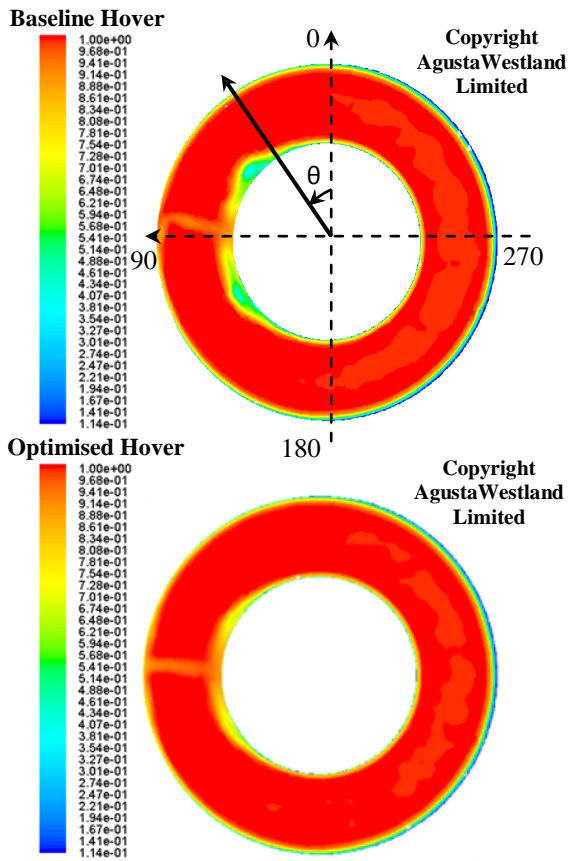 Baseline Hover
1.00e+00
9.68e-01
9.41e-01
9.14e-01
8.88e-01
8.61e-01
8.34e-01
8.08e-01
7.81e-01
7.54e-01
7.28e-01
7.01e-01
6.74e-01
6.48e-01
6.21e-01
5.94e-01
5.68e-01
5.41e-01
5.14e-01
4.88e-01
4.61e-01
4.34e-01
4.07e-01
3.81e-01
3.54e-01
3.27e-01
3.01e-01
2.74e-01
2.47e-01
2.21e-01
1.94e-01
1.67e-01
1.41e-01
1.14e-01
0
Copyright
AgustaWestland
Limited
θ
90
270
180
Optimised Hover
1.00e+00
9.68e-01
9.41e-01
9.14e-01
8.88e-01
8.61e-01
8.34e-01
8.08e-01
7.81e-01
7.54e-01
7.28e-01
7.01e-01
6.74e-01
6.48e-01
6.21e-01
5.94e-01
5.68e-01
5.41e-01
5.14e-01
4.88e-01
4.61e-01
4.34e-01
4.07e-01
3.81e-01
3.54e-01
3.27e-01
3.01e-01
2.74e-01
2.47e-01
2.21e-01
1.94e-01
1.67e-01
1.41e-01
1.14e-01
Copyright
AgustaWestland
Limited